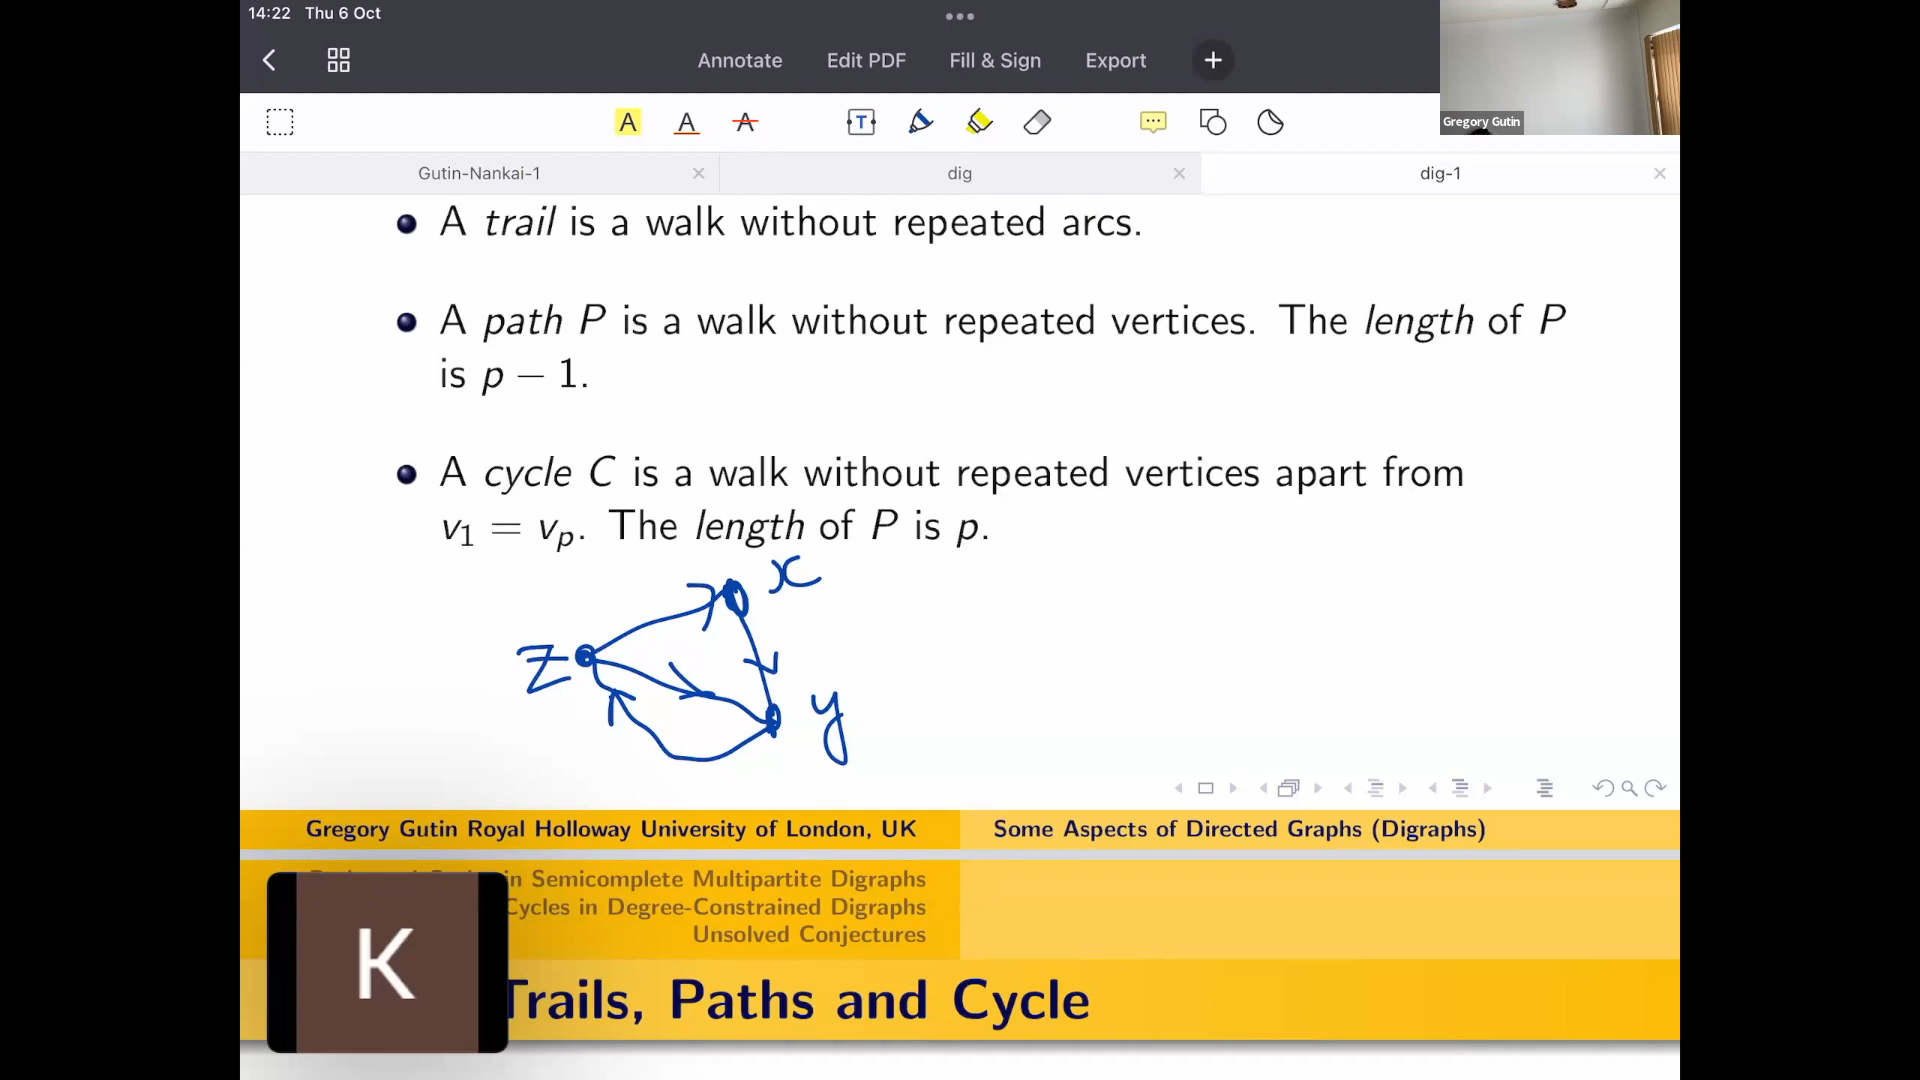 14:22 Thu 6 Oct
Annotate Edit PDF Fill & Sign Export +
A A A T
Gregory Gutin
Gutin-Nankai-1 × dig × dig-1 ×
• A trail is a walk without repeated arcs.
• A path P is a walk without repeated vertices. The length of P
is p − 1.
• A cycle C is a walk without repeated vertices apart from
v₁ = vₚ. The length of P is p.
x
z
y
Gregory Gutin Royal Holloway University of London, UK Some Aspects of Directed Graphs (Digraphs)
in Semicomplete Multipartite Digraphs
Cycles in Degree-Constrained Digraphs
Unsolved Conjectures
K
Trails, Paths and Cycle